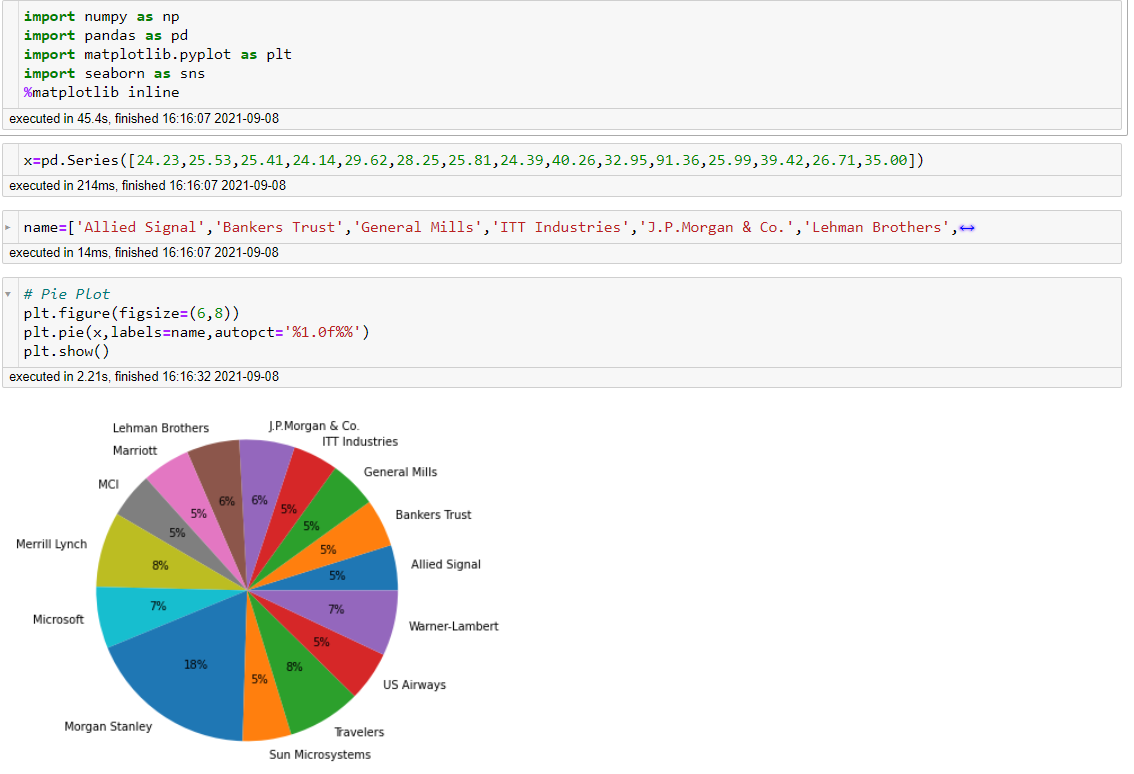 import numpy as np
import pandas as pd
import matplotlib.pyplot as plt
import seaborn as sns
%matplotlib inline
executed in 45.4s, finished 16:16:07 2021-09-08
x=pd.Series([24.23,25.53,25.41,24.14,29.62,28.25,25.81,24.39,40.26,32.95,91.36,25.99,39.42,26.71,35.00])
executed in 214ms, finished 16:16:07 2021-09-08
name=['Allied Signal','Bankers Trust','General Mills','ITT Industries','J.P.Morgan & Co.','Lehman Brothers',
executed in 14ms, finished 16:16:07 2021-09-08
# Pie Plot
plt.figure(figsize=(6,8))
plt.pie(x,labels=name,autopct='%1.0f%%')
plt.show()
executed in 2.21s, finished 16:16:32 2021-09-08
J.P.Morgan & Co.
Lehman Brothers
ITT Industries
Marriott
General Mills
MCI
6%
6%
5%
5%
Bankers Trust
5%
5%
Merrill Lynch
5%
Allied Signal
8%
5%
7%
7%
Microsoft
Warner-Lambert
5%
18%
8%
5%
US Airways
Morgan Stanley
Travelers
Sun Microsystems